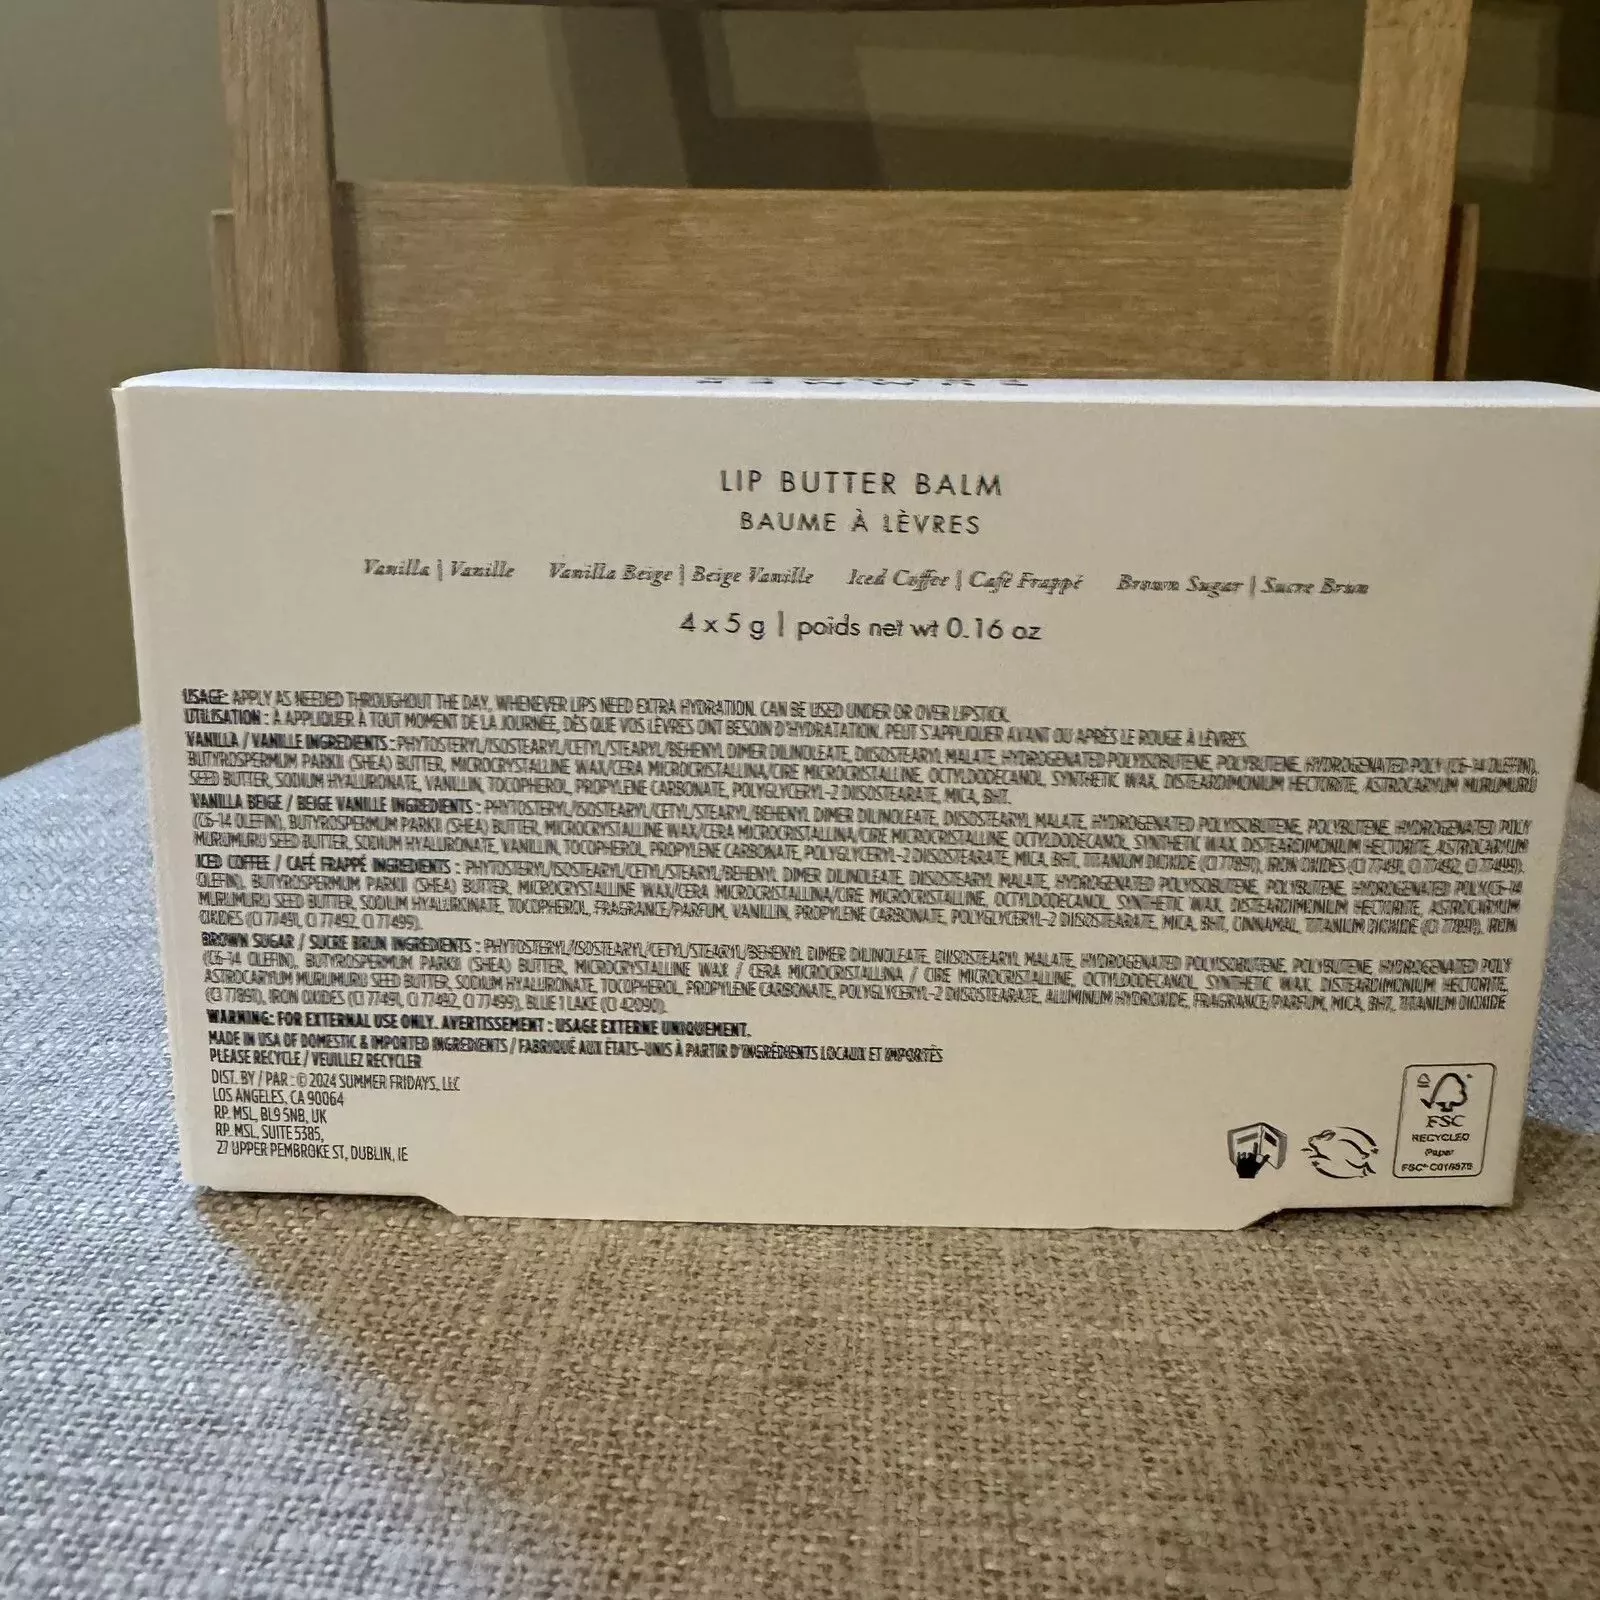 LIP BUTTER BALM
BAUME À LÈVRES
Vanilla | Vanille Vanilla Beige | Beige Vanille Iced Coffee | Café Frappé Brown Sugar | Sucre Brun
4 x 5 g | poids net wt 0.16 oz
USAGE: APPLY AS NEEDED THROUGHOUT THE DAY, WHENEVER LIPS NEED EXTRA HYDRATION. CAN BE USED UNDER OR OVER LIPSTICK.
UTILISATION : À APPLIQUER À TOUT MOMENT DE LA JOURNÉE, DÈS QUE VOS LÈVRES ONT BESOIN D'HYDRATATION. PEUT S'APPLIQUER AVANT OU APRÈS LE ROUGE À LÈVRES.
VANILLA / VANILLE INGREDIENTS : PHYTOSTERYL/ISOSTEARYL/CETYL/STEARYL/BEHENYL DIMER DILINOLEATE, DIISOSTEARYL MALATE, HYDROGENATED POLYISOBUTENE, POLYBUTENE, HYDROGENATED POLY (C6-14 OLEFIN),
BUTYROSPERMUM PARKII (SHEA) BUTTER, MICROCRYSTALLINE WAX/CERA MICROCRISTALLINA/CIRE MICROCRISTALLINE, OCTYLDODECANOL, SYNTHETIC WAX, DISTEARDIMONIUM HECTORITE, ASTROCARYUM MURUMURU
SEED BUTTER, SODIUM HYALURONATE, VANILLIN, TOCOPHEROL, PROPYLENE CARBONATE, POLYGLYCERYL-2 DIISOSTEARATE, MICA, BHT.
VANILLA BEIGE / BEIGE VANILLE INGREDIENTS : PHYTOSTERYL/ISOSTEARYL/CETYL/STEARYL/BEHENYL DIMER DILINOLEATE, DIISOSTEARYL MALATE, HYDROGENATED POLYISOBUTENE, POLYBUTENE, HYDROGENATED POLY
(C6-14 OLEFIN), BUTYROSPERMUM PARKII (SHEA) BUTTER, MICROCRYSTALLINE WAX/CERA MICROCRISTALLINA/CIRE MICROCRISTALLINE, OCTYLDODECANOL, SYNTHETIC WAX, DISTEARDIMONIUM HECTORITE, ASTROCARYUM
MURUMURU SEED BUTTER, SODIUM HYALURONATE, VANILLIN, TOCOPHEROL, PROPYLENE CARBONATE, POLYGLYCERYL-2 DIISOSTEARATE, MICA, BHT, TITANIUM DIOXIDE (CI 77891), IRON OXIDES (CI 77491, CI 77492, CI 77499).
ICED COFFEE / CAFÉ FRAPPÉ INGREDIENTS : PHYTOSTERYL/ISOSTEARYL/CETYL/STEARYL/BEHENYL DIMER DILINOLEATE, DIISOSTEARYL MALATE, HYDROGENATED POLYISOBUTENE, POLYBUTENE, HYDROGENATED POLY(C6-14
OLEFIN), BUTYROSPERMUM PARKII (SHEA) BUTTER, MICROCRYSTALLINE WAX/CERA MICROCRISTALLINA/CIRE MICROCRISTALLINE, OCTYLDODECANOL, SYNTHETIC WAX, DISTEARDIMONIUM HECTORITE, ASTROCARYUM
MURUMURU SEED BUTTER, SODIUM HYALURONATE, TOCOPHEROL, FRAGRANCE/PARFUM, VANILLIN, PROPYLENE CARBONATE, POLYGLYCERYL-2 DIISOSTEARATE, MICA, BHT, CINNAMAL, TITANIUM DIOXIDE (CI 77891), IRON
OXIDES (CI 77491, CI 77492, CI 77499).
BROWN SUGAR / SUCRE BRUN INGREDIENTS : PHYTOSTERYL/ISOSTEARYL/CETYL/STEARYL/BEHENYL DIMER DILINOLEATE, DIISOSTEARYL MALATE, HYDROGENATED POLYISOBUTENE, POLYBUTENE, HYDROGENATED POLY
(C6-14 OLEFIN), BUTYROSPERMUM PARKII (SHEA) BUTTER, MICROCRYSTALLINE WAX / CERA MICROCRISTALLINA / CIRE MICROCRISTALLINE, OCTYLDODECANOL, SYNTHETIC WAX, DISTEARDIMONIUM HECTORITE,
ASTROCARYUM MURUMURU SEED BUTTER, SODIUM HYALURONATE, TOCOPHEROL, PROPYLENE CARBONATE, POLYGLYCERYL-2 DIISOSTEARATE, ALUMINUM HYDROXIDE, FRAGRANCE/PARFUM, MICA, BHT, TITANIUM DIOXIDE
(CI 77891), IRON OXIDES (CI 77491, CI 77492, CI 77499), BLUE 1 LAKE (CI 42090).
WARNING: FOR EXTERNAL USE ONLY. AVERTISSEMENT : USAGE EXTERNE UNIQUEMENT.
MADE IN USA OF DOMESTIC & IMPORTED INGREDIENTS / FABRIQUÉ AUX ÉTATS-UNIS À PARTIR D'INGRÉDIENTS LOCAUX ET IMPORTÉS
PLEASE RECYCLE / VEUILLEZ RECYCLER
DIST. BY / PAR : © 2024 SUMMER FRIDAYS, LLC
LOS ANGELES, CA 90064
RP. MSL, BL9 5NB, UK
RP. MSL, SUITE 5385,
27 UPPER PEMBROKE ST, DUBLIN, IE
FSC
RECYCLED
Paper